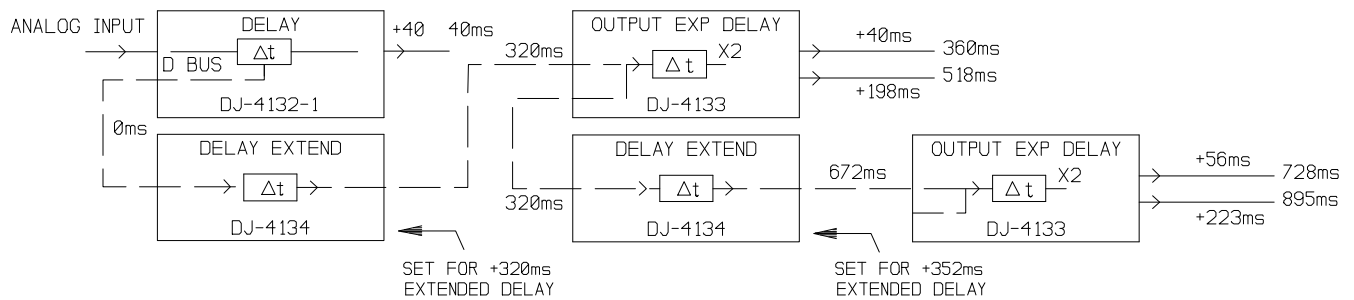 ANALOG INPUT
DELAY
Δt
D BUS
DJ-4132-1
+40
40ms
0ms
DELAY EXTEND
Δt
DJ-4134
SET FOR +320ms
EXTENDED DELAY
320ms
OUTPUT EXP DELAY
Δt
X2
DJ-4133
+40ms
360ms
518ms
+198ms
320ms
DELAY EXTEND
Δt
DJ-4134
SET FOR +352ms
EXTENDED DELAY
672ms
OUTPUT EXP DELAY
Δt
X2
DJ-4133
+56ms
728ms
895ms
+223ms